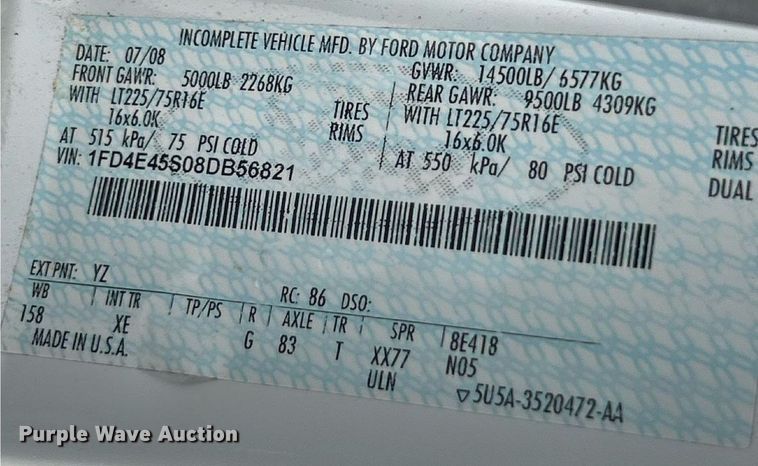 INCOMPLETE VEHICLE MFD. BY FORD MOTOR COMPANY
DATE: 07/08 GVWR: 14500LB/ 6577KG
FRONT GAWR: 5000LB 2268KG REAR GAWR: 9500LB 4309KG
WITH LT225/75R16E TIRES WITH LT225/75R16E TIRES
16x6.0K RIMS 16x6.0K RIMS
AT 515 kPa/ 75 PSI COLD AT 550 kPa/ 80 PSI COLD DUAL
VIN: 1FD4E45S08DB56821
EXT PNT: YZ RC: 86 DSO:
WB INT TR TP/PS R AXLE TR SPR 8E418
158 XE G 83 T XX77 N05
MADE IN U.S.A. ULN ▽5U5A-3520472-AA
Purple Wave Auction